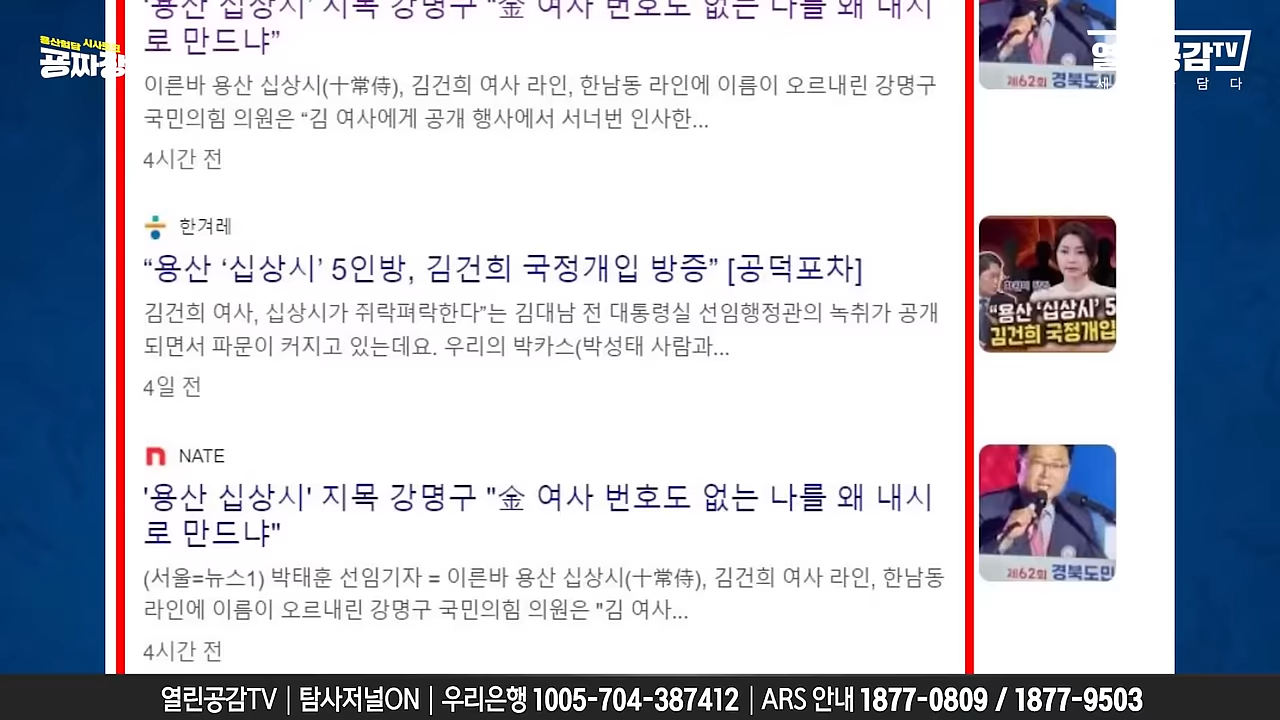 '용산 십상시' 지목 강명구 "金 여사 번호도 없는 나를 왜 내시
로 만드냐"
이른바 용산 십상시(十常侍), 김건희 여사 라인, 한남동 라인에 이름이 오르내린 강명구
국민의힘 의원은 “김 여사에게 공개 행사에서 서너번 인사한...
4시간 전
한겨레
“용산 ‘십상시’ 5인방, 김건희 국정개입 방증” [공덕포차]
김건희 여사, 십상시가 쥐락펴락한다”는 김대남 전 대통령실 선임행정관의 녹취가 공개
되면서 파문이 커지고 있는데요. 우리의 박카스(박성태 사람과...
4일 전
NATE
'용산 십상시' 지목 강명구 "金 여사 번호도 없는 나를 왜 내시
로 만드냐"
(서울=뉴스1) 박태훈 선임기자 = 이른바 용산 십상시(十常侍), 김건희 여사 라인, 한남동
라인에 이름이 오르내린 강명구 국민의힘 의원은 "김 여사...
4시간 전
제62회 경북도민
“용산 ‘십상시’ 5
김건희 국정개입
제62회 경북도민
열린공감TV | 탐사저널ON | 우리은행 1005-704-387412 | ARS 안내 1877-0809 / 1877-9503